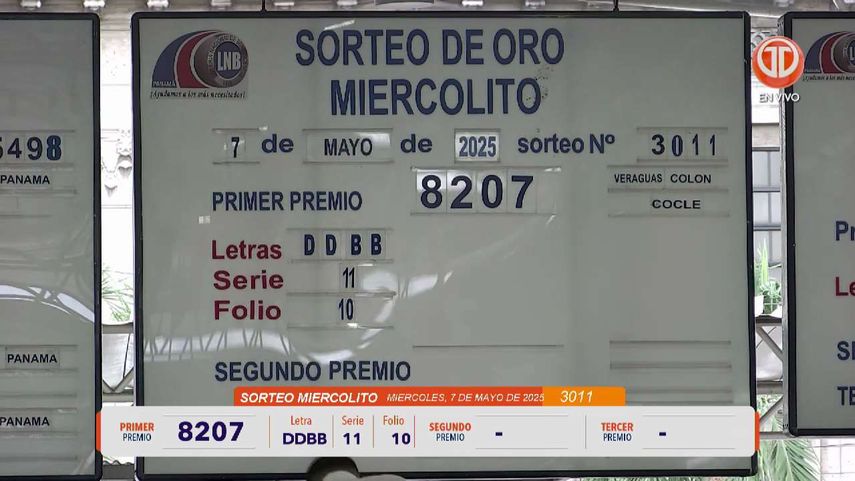 SORTEO DE ORO
MIERCOLITO
LNB
PANAMÁ
¡Ayudamos a los más necesitados!
EN VIVO
5498
PANAMA
7 de MAYO de 2025 sorteo Nº 3011
PRIMER PREMIO 8207
VERAGUAS COLON
COCLE
Letras D D B B
Serie 11
Folio 10
PANAMA
PANAMA
SEGUNDO PREMIO
SORTEO MIERCOLITO MIERCOLES, 7 DE MAYO DE 2025 3011
PRIMER PREMIO 8207
Letra DDBB
Serie 11
Folio 10
SEGUNDO PREMIO -
TERCER PREMIO -